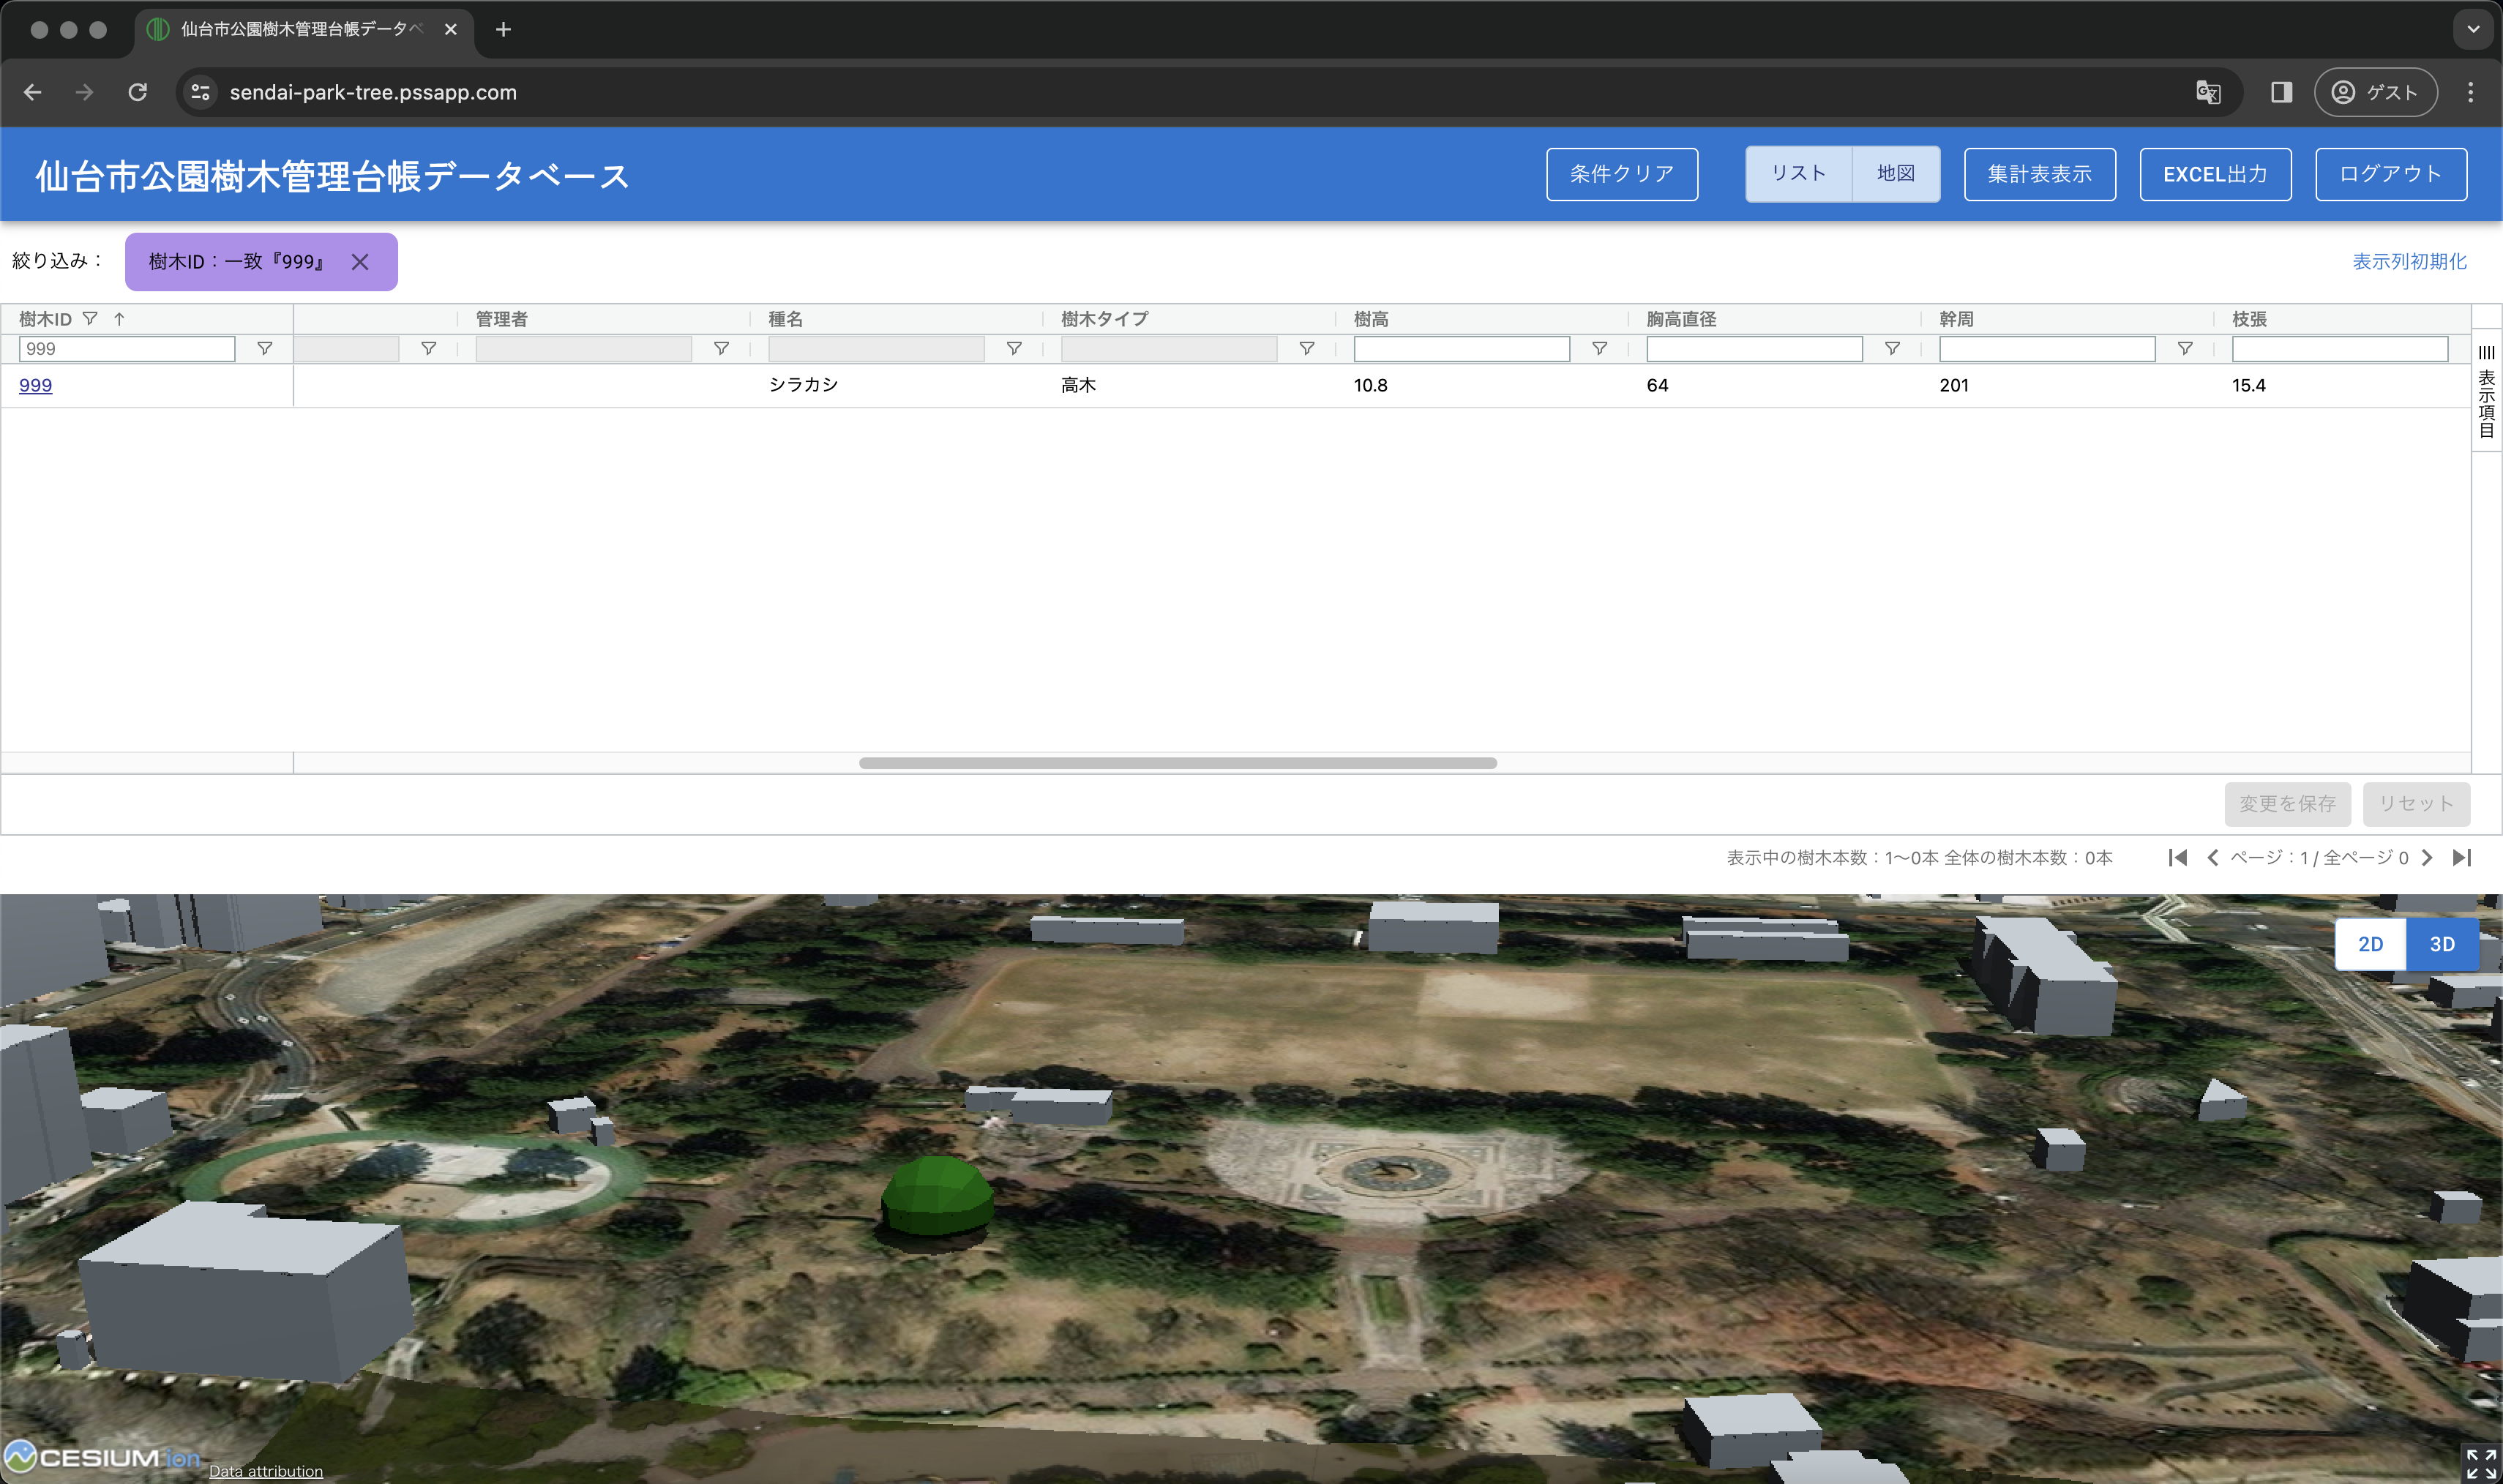 仙台市公園樹木管理台帳データベ
sendai-park-tree.pssapp.com
ゲスト
仙台市公園樹木管理台帳データベース
条件クリア
リスト 地図
集計表表示
EXCEL出力
ログアウト
絞り込み：
樹木ID：一致『999』
表示列初期化
樹木ID 管理者 種名 樹木タイプ 樹高 胸高直径 幹周 枝張
999
999 シラカシ 高木 10.8 64 201 15.4
表示項目
変更を保存 リセット
表示中の樹木本数：1〜0本 全体の樹木本数：0本 ページ：1 / 全ページ 0
2D 3D
CESIUM ion
Data attribution